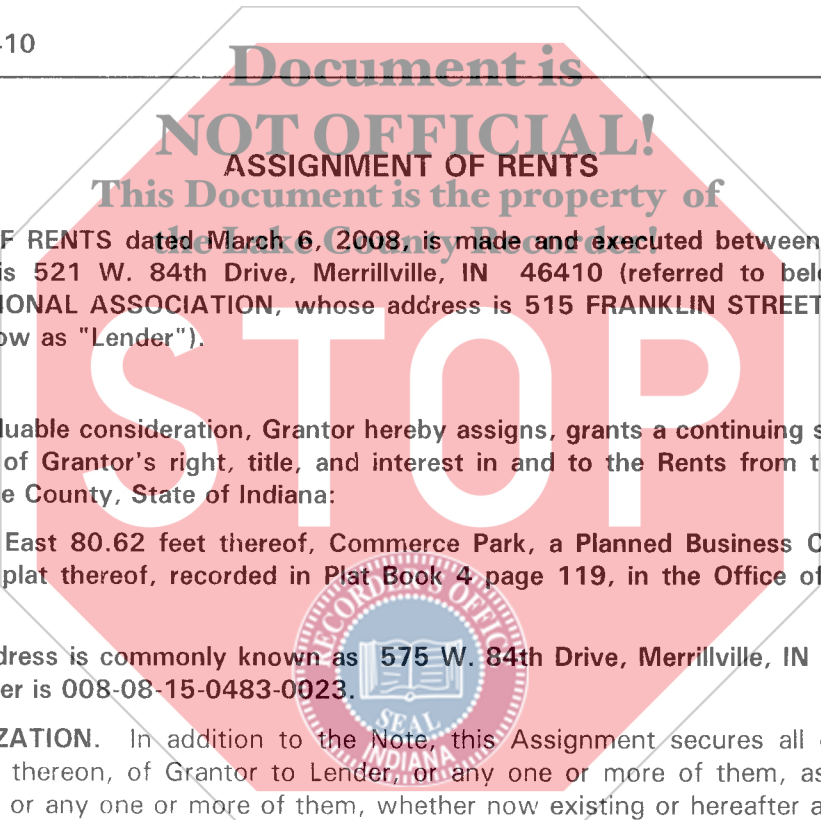 -10
Document is
NOT OFFICIAL!
ASSIGNMENT OF RENTS
This Document is the property of
the Lake County Recorder!
F RENTS dated March 6, 2008, is made and executed between
is 521 W. 84th Drive, Merrillville, IN 46410 (referred to bel
IONAL ASSOCIATION, whose address is 515 FRANKLIN STREET
ow as "Lender").
STOP
luable consideration, Grantor hereby assigns, grants a continuing s
of Grantor's right, title, and interest in and to the Rents from t
e County, State of Indiana:
East 80.62 feet thereof, Commerce Park, a Planned Business C
plat thereof, recorded in Plat Book 4 page 119, in the Office of
RECORDER'S OFFICE
dress is commonly known as 575 W. 84th Drive, Merrillville, IN
er is 008-08-15-0483-0023.
SEAL
INDIANA
ZATION. In addition to the Note, this Assignment secures all
thereon, of Grantor to Lender, or any one or more of them, as
or any one or more of them, whether now existing or hereafter a